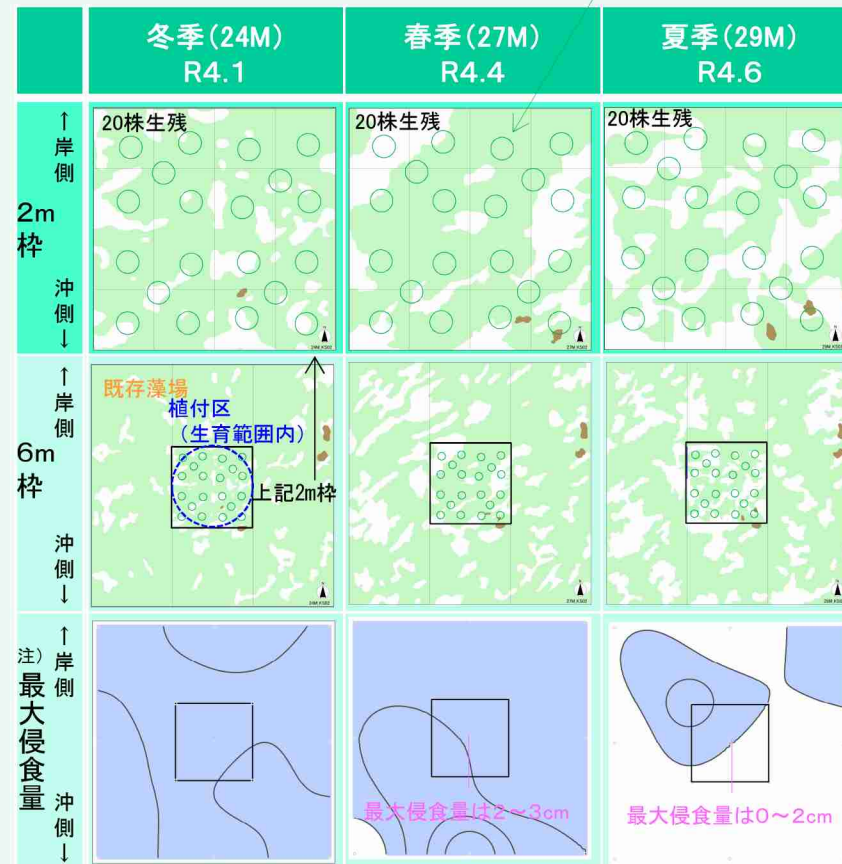 冬季(24M)
R4.1
春季(27M)
R4.4
夏季(29M)
R4.6
↑
岸
側
2m
枠
沖
側
↓
20株生残
20株生残
20株生残
↑
岸
側
6m
枠
沖
側
↓
既存藻場
植付区
(生育範囲内)
上記2m枠
注)
最大侵食量
↑
岸
側
沖
側
↓
最大侵食量は2～3cm
最大侵食量は0～2cm